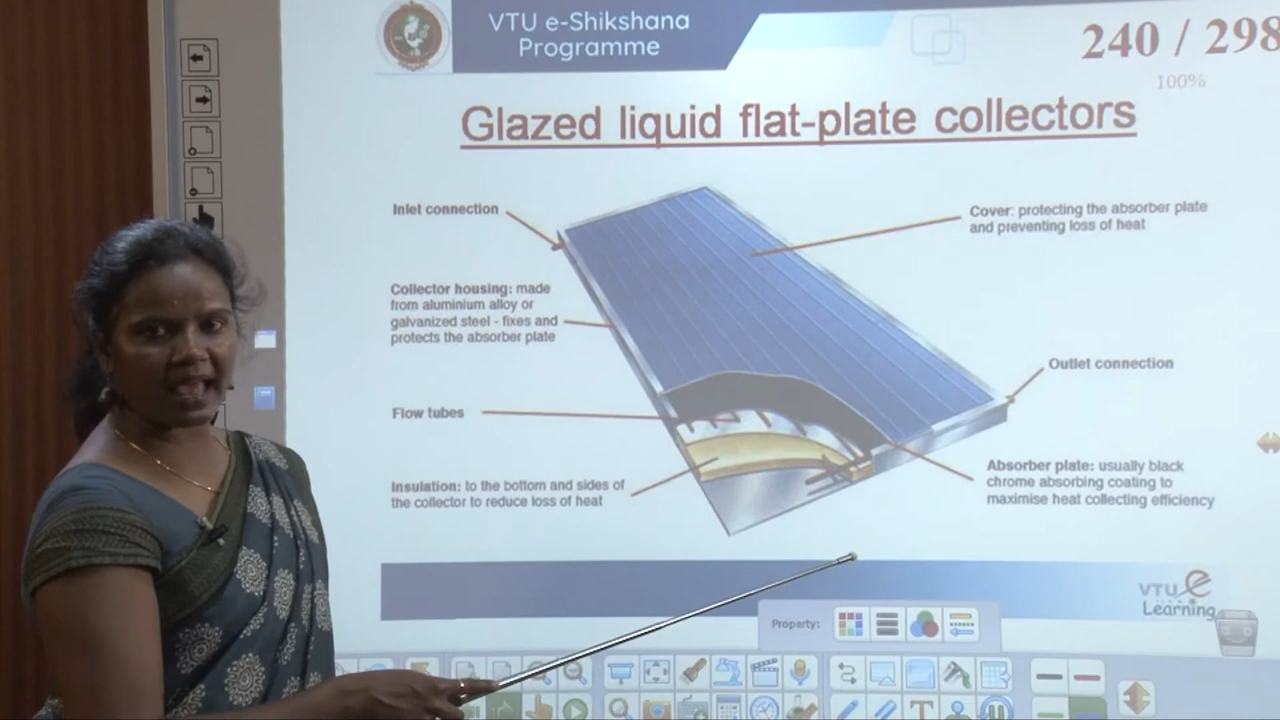 VTU e-Shikshana
Programme
240 / 298
100%
Glazed liquid flat-plate collectors
Inlet connection
Cover: protecting the absorber plate
and preventing loss of heat
Collector housing: made
from aluminium alloy or
galvanized steel - fixes and
protects the absorber plate
Outlet connection
Flow tubes
Insulation: to the bottom and sides of
the collector to reduce loss of heat
Absorber plate: usually black
chrome absorbing coating to
maximise heat collecting efficiency
VTU e
Learning
Property: